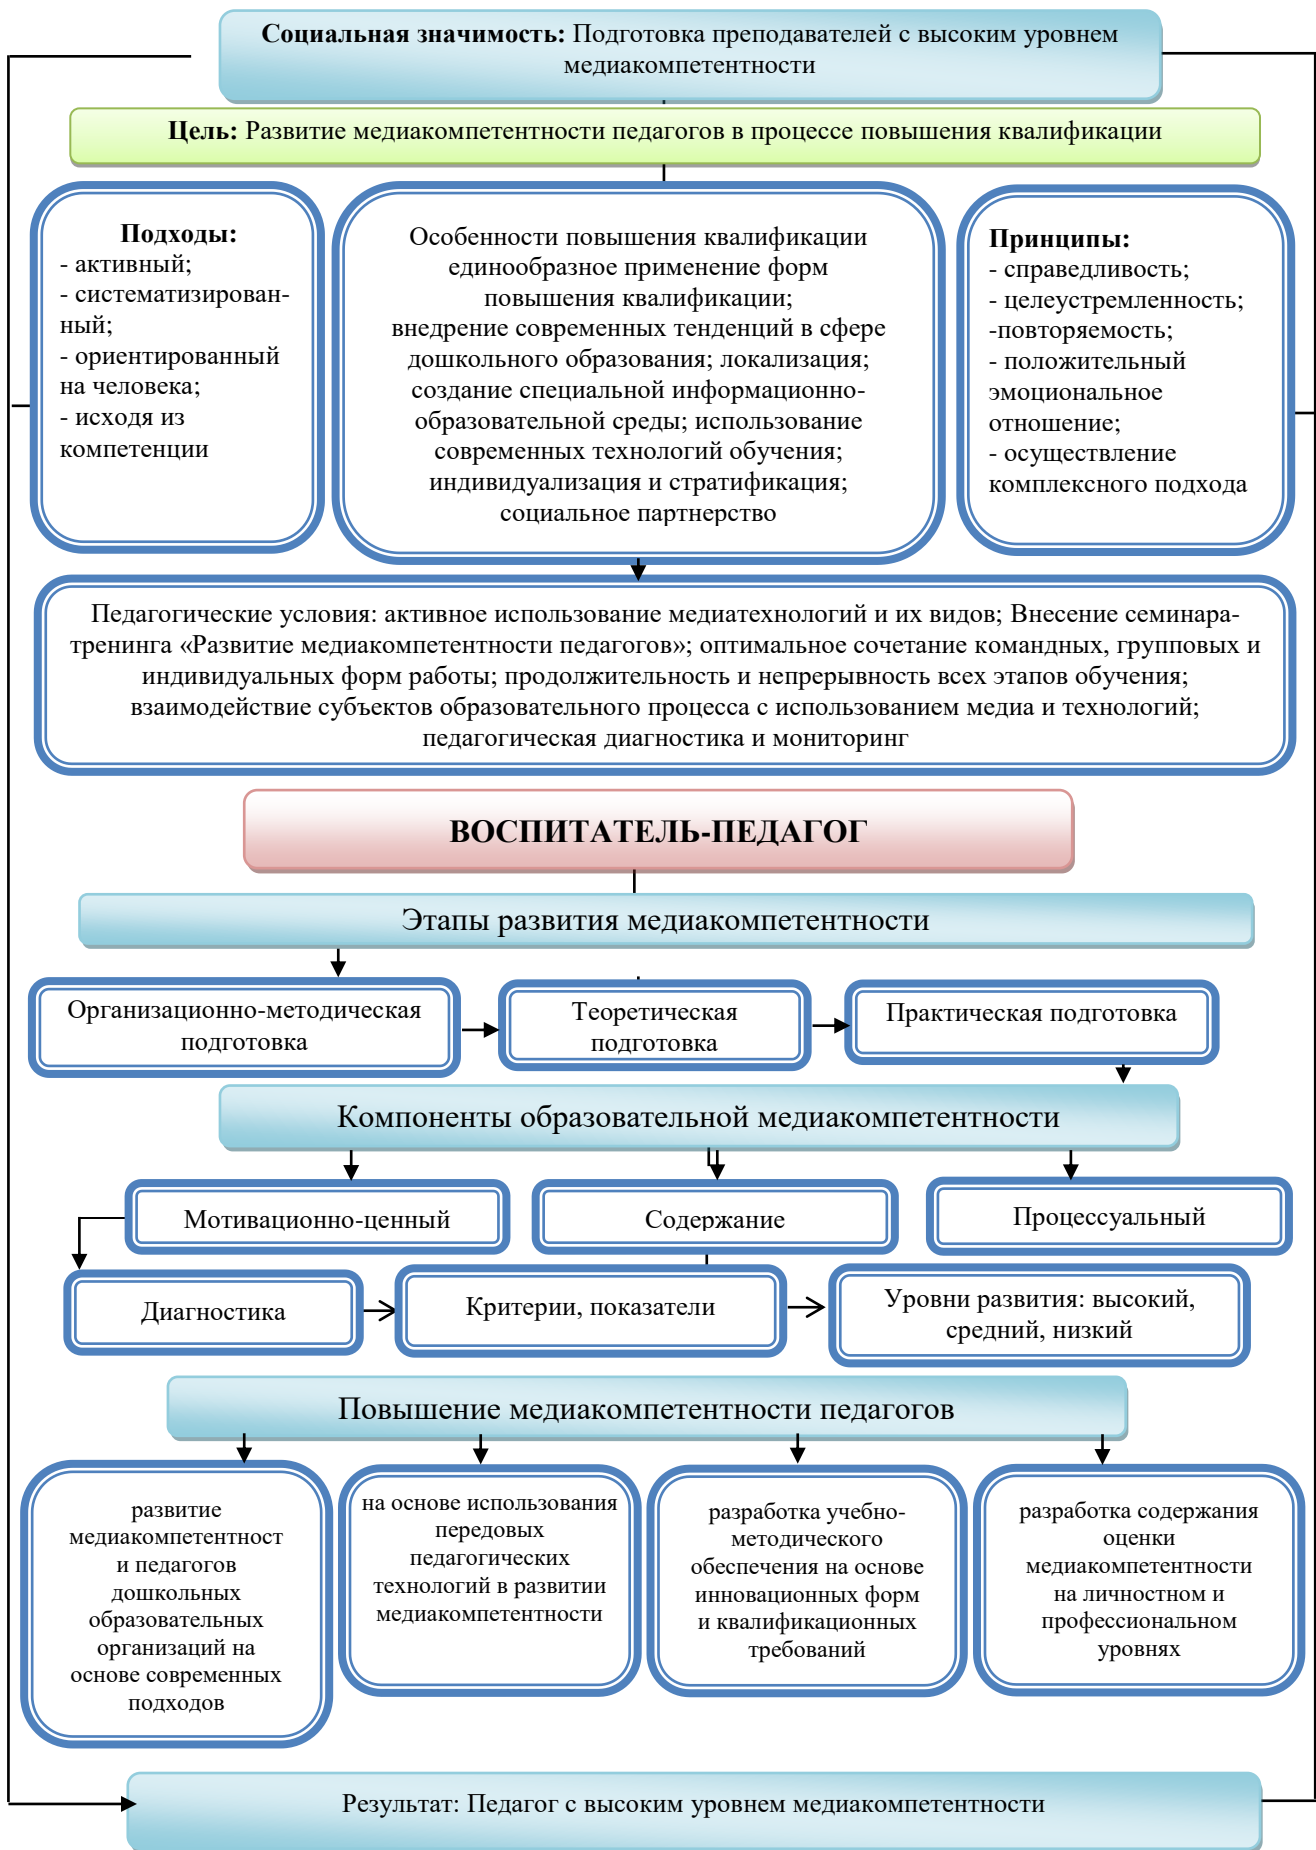 Социальная значимость: Подготовка преподавателей с высоким уровнем
медиакомпетентности
Цель: Развитие медиакомпетентности педагогов в процессе повышения квалификации
Подходы:
- активный;
- систематизирован-
ный;
- ориентированный
на человека;
- исходя из
компетенции
Особенности повышения квалификации
единообразное применение форм
повышения квалификации;
внедрение современных тенденций в сфере
дошкольного образования; локализация;
создание специальной информационно-
образовательной среды; использование
современных технологий обучения;
индивидуализация и стратификация;
социальное партнерство
Принципы:
- справедливость;
- целеустремленность;
-повторяемость;
- положительный
эмоциональное
отношение;
- осуществление
комплексного подхода
Педагогические условия: активное использование медиатехнологий и их видов; Внесение семинара-
тренинга «Развитие медиакомпетентности педагогов»; оптимальное сочетание командных, групповых и
индивидуальных форм работы; продолжительность и непрерывность всех этапов обучения;
взаимодействие субъектов образовательного процесса с использованием медиа и технологий;
педагогическая диагностика и мониторинг
ВОСПИТАТЕЛЬ-ПЕДАГОГ
Этапы развития медиакомпетентности
Организационно-методическая
подготовка
Теоретическая
подготовка
Практическая подготовка
Компоненты образовательной медиакомпетентности
Мотивационно-ценный
Содержание
Процессуальный
Диагностика
Критерии, показатели
Уровни развития: высокий,
средний, низкий
Повышение медиакомпетентности педагогов
развитие
медиакомпетентност
и педагогов
дошкольных
образовательных
организаций на
основе современных
подходов
на основе использования
передовых
педагогических
технологий в развитии
медиакомпетентности
разработка учебно-
методического
обеспечения на основе
инновационных форм
и квалификационных
требований
разработка содержания
оценки
медиакомпетентности
на личностном и
профессиональном
уровнях
Результат: Педагог с высоким уровнем медиакомпетентности